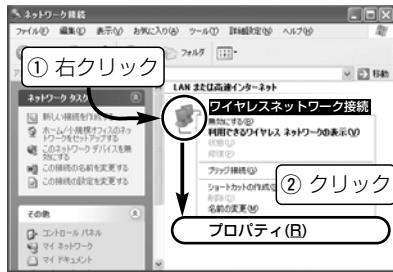 ネットワーク接続
ファイル(F) 編集(E) 表示(V) お気に入り(A) ツール(T) 詳細設定(N) ヘルプ(H)
フォルダ
① 右クリック
移動
LAN または高速インターネット
ネットワーク タスク
ワイヤレスネットワーク接続
新しい接続を作成する
無効にする(B)
ホーム/小規模オフィスのネットワークをセットアップする
利用できるワイヤレス ネットワークの表示(V)
状態(U)
このネットワーク デバイスを無効にする
修復(P)
この接続の名前を変更する
ブリッジ接続(G)
この接続の設定を変更する
ショートカットの作成(S)
② クリック
削除(D)
名前の変更(M)
その他
プロパティ(R)
コントロール パネル
マイ ネットワーク
マイ ドキュメント